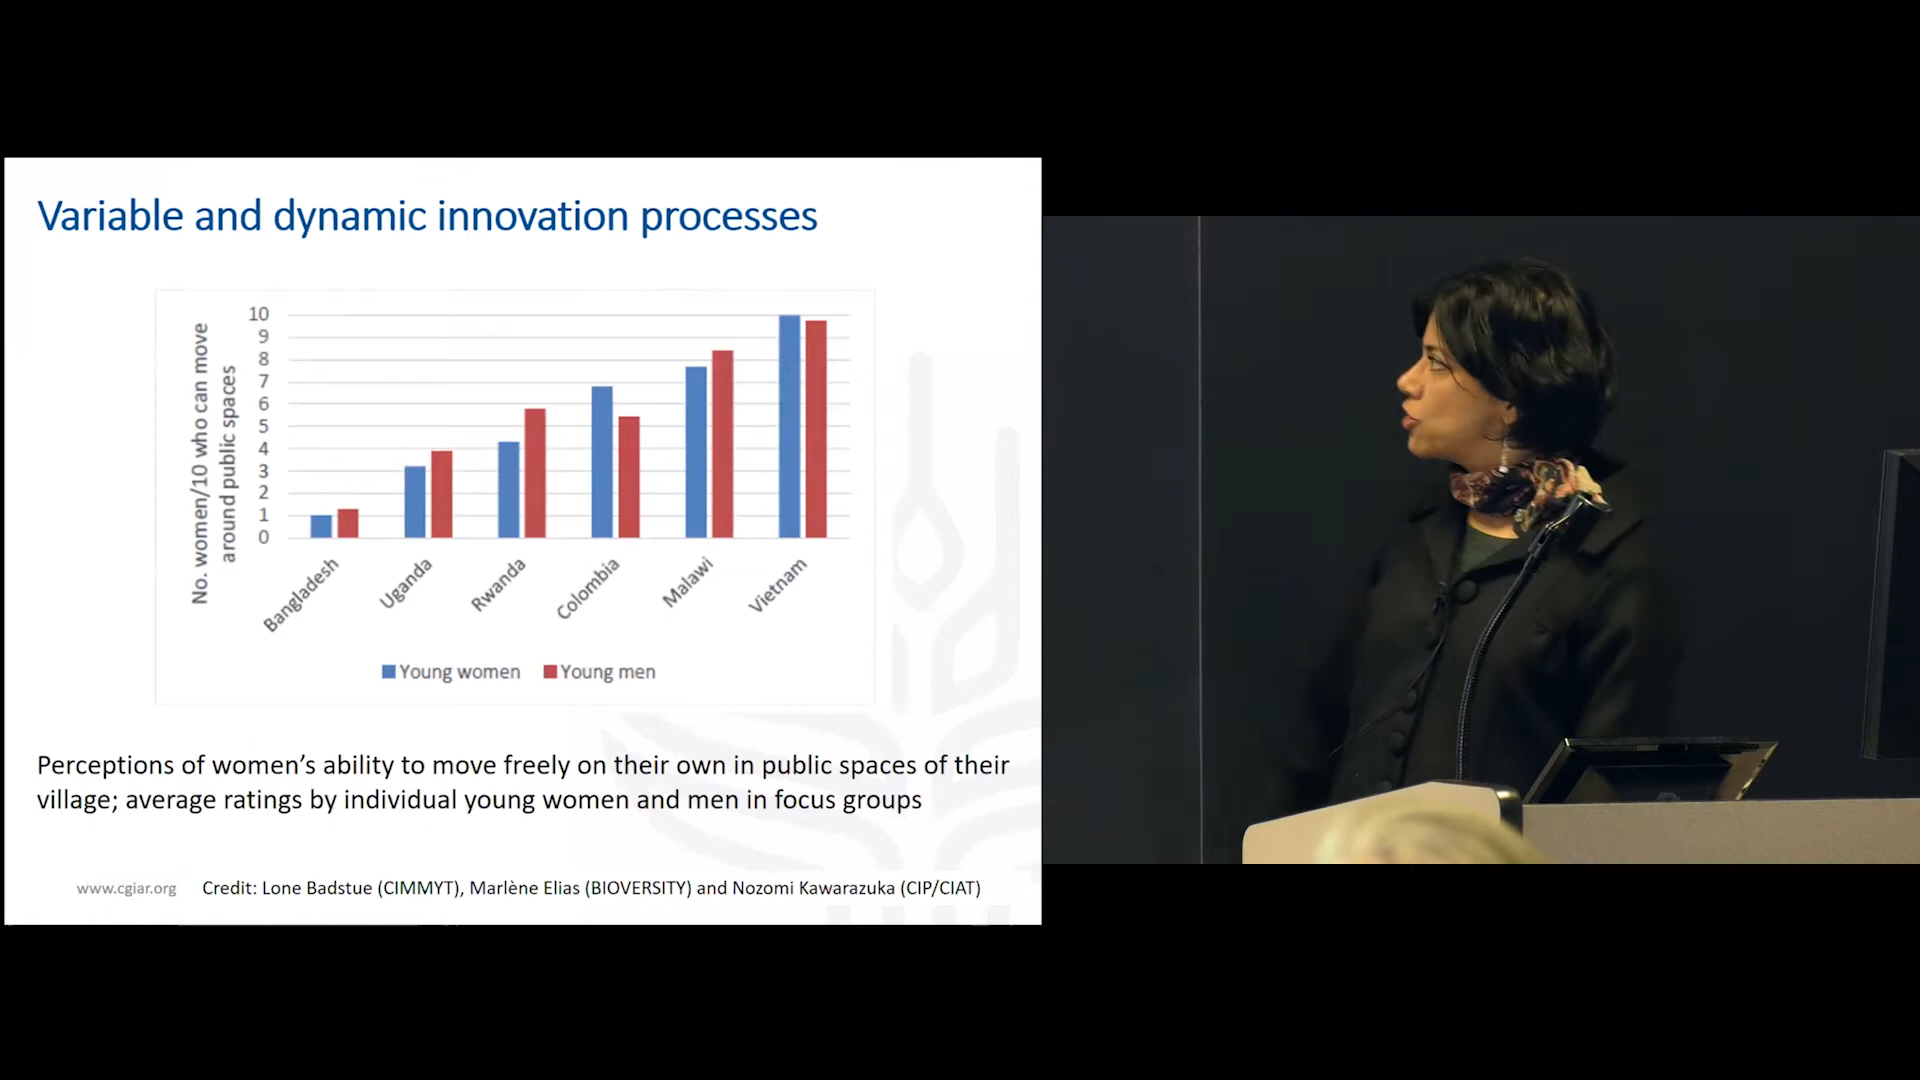 Variable and dynamic innovation processes
No. women/10 who can move
around public spaces
10
9
8
7
6
5
4
3
2
1
0
Bangladesh
Uganda
Rwanda
Colombia
Malawi
Vietnam
Young women
Young men
Perceptions of women’s ability to move freely on their own in public spaces of their
village; average ratings by individual young women and men in focus groups
www.cgiar.org
Credit: Lone Badstue (CIMMYT), Marlène Elias (BIOVERSITY) and Nozomi Kawarazuka (CIP/CIAT)